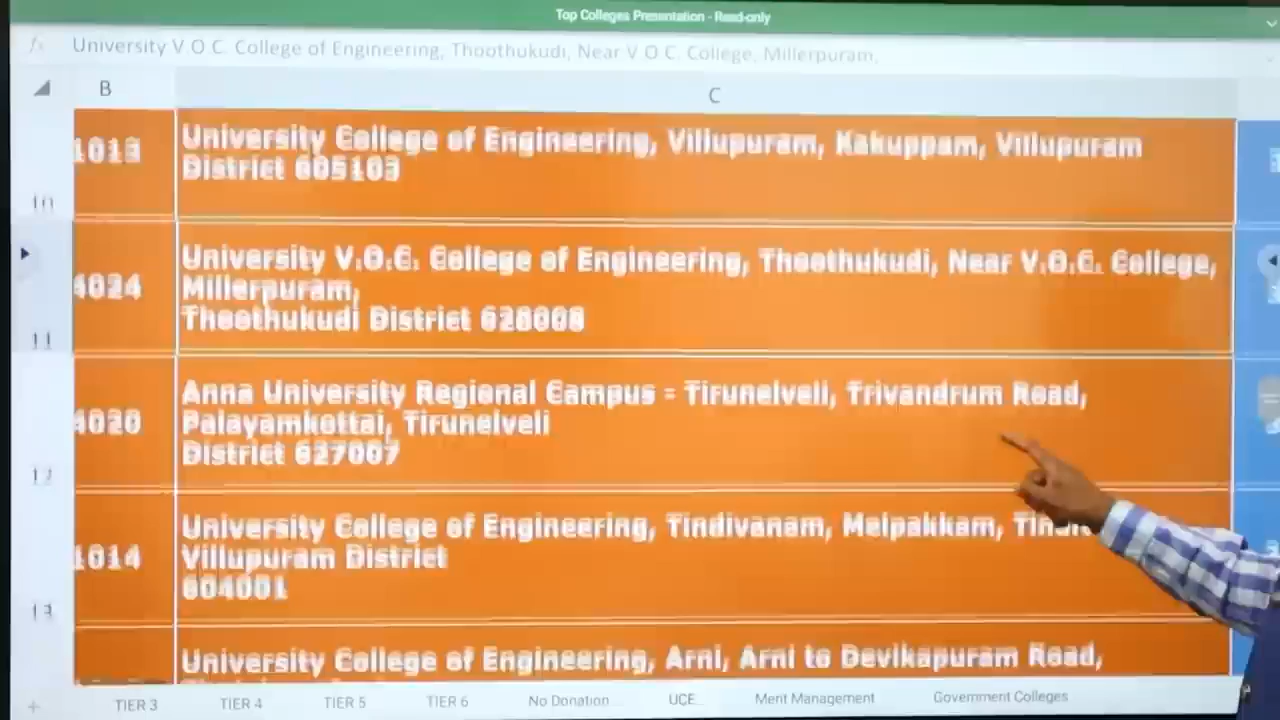 Top Colleges Presentation - Read-only
fx University V.O.C. College of Engineering, Thoothukudi, Near V.O.C. College, Millerpuram,
B C
10 1013 University College of Engineering, Villupuram, Kakuppam, Villupuram
District 605103
11 4024 University V.O.C. College of Engineering, Thoothukudi, Near V.O.C. College,
Millerpuram,
Thoothukudi District 628008
12 4020 Anna University Regional Campus - Tirunelveli, Trivandrum Road,
Palayamkottai, Tirunelveli
District 627007
13 1014 University College of Engineering, Tindivanam, Melpakkam,
Villupuram District
604001
University College of Engineering, Arni, Arni to Devikapuram Road,
+ TIER 3 TIER 4 TIER 5 TIER 6 No Donation... UCE... Merit Management Government Colleges